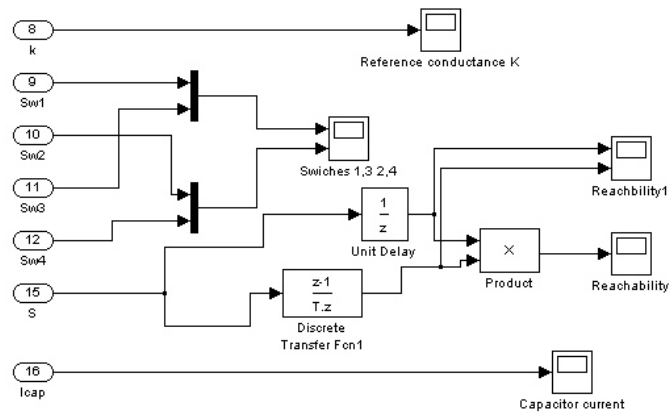 8
k
Reference conductance K
9
Sw1
10
Sw2
11
Sw3
12
Sw4
15
S
16
Icap
Swiches 1,3 2,4
1
z
Unit Delay
z-1
T.z
Discrete
Transfer Fcn1
×
Product
Reachbility1
Reachability
Capacitor current